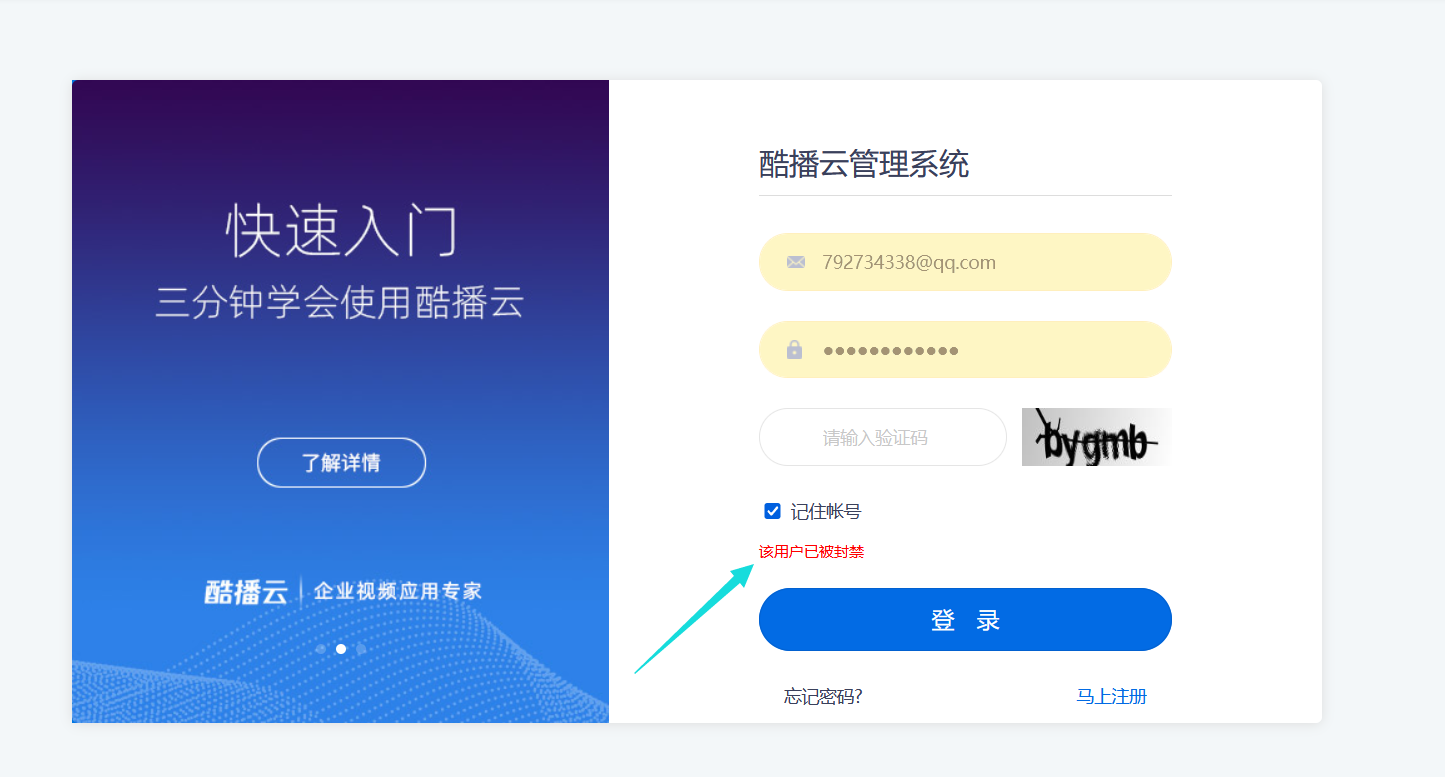 快速入门
三分钟学会使用酷播云
了解详情
酷播云 | 企业视频应用专家
酷播云管理系统
792734338@qq.com
••••••••••••
请输入验证码
bygmb
记住帐号
该用户已被封禁
登 录
忘记密码?
马上注册